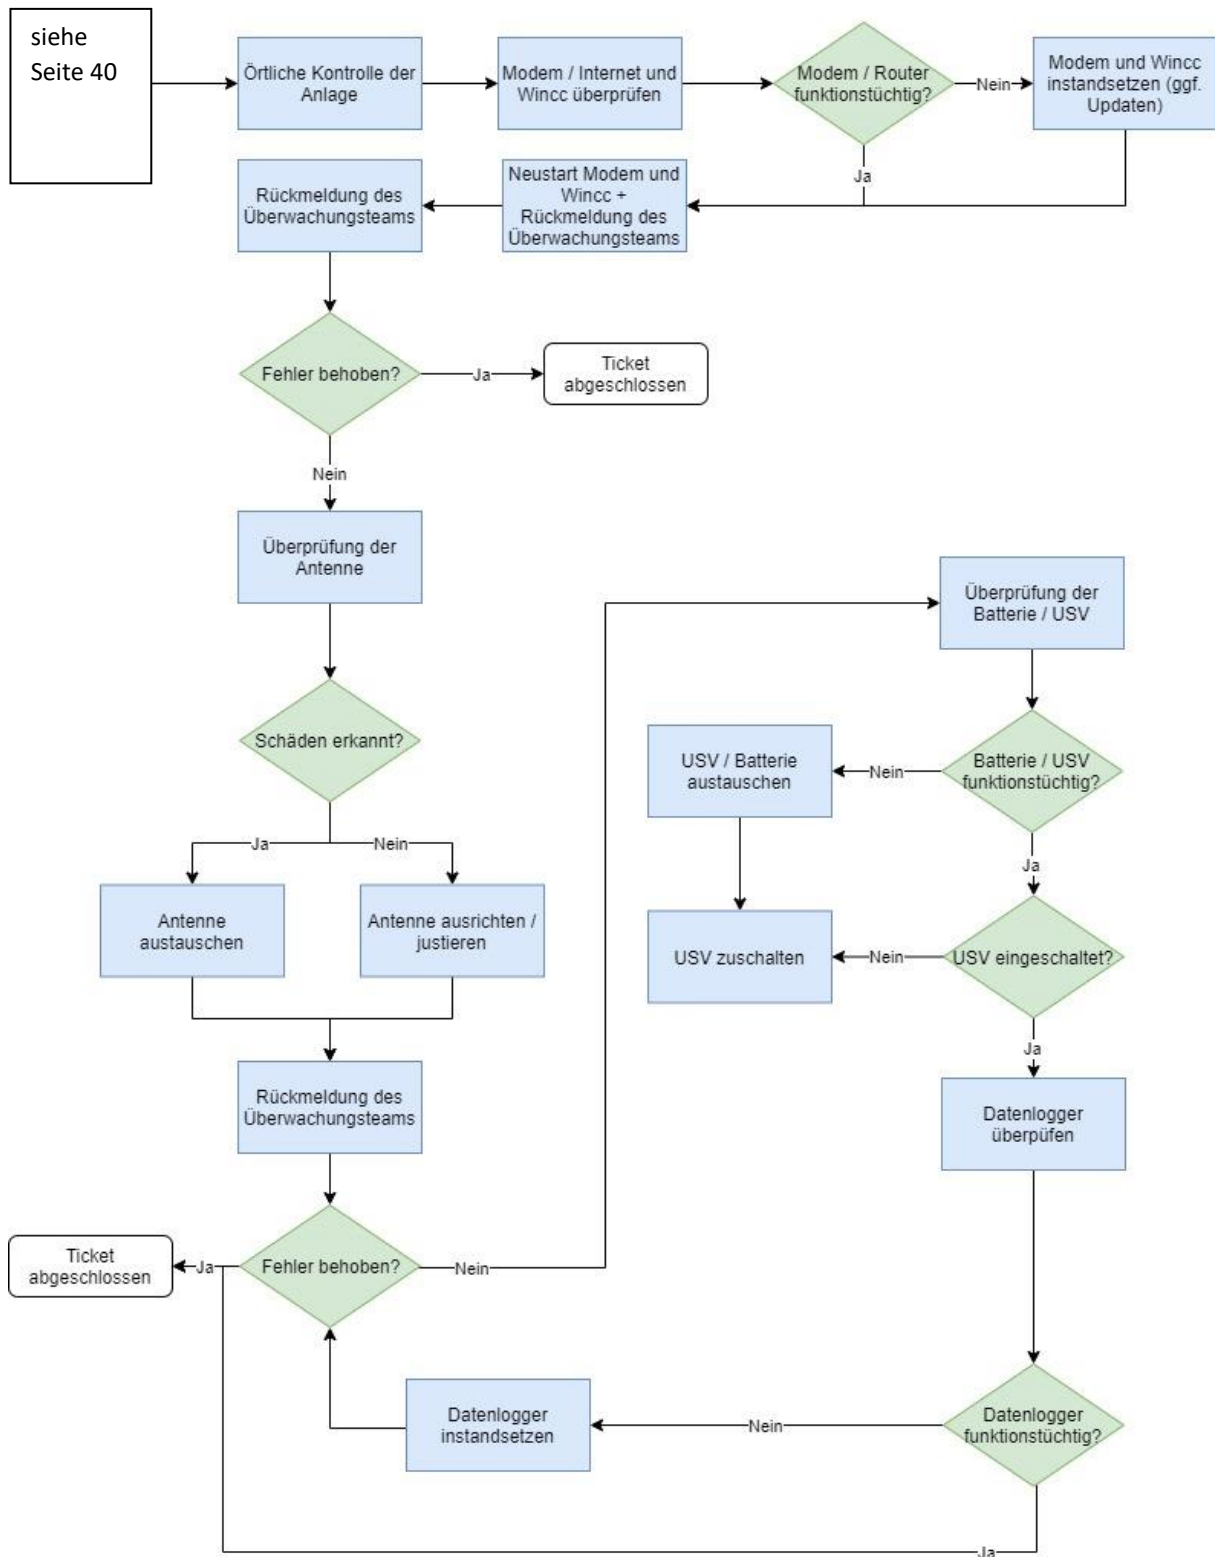 siehe
Seite 40
Örtliche Kontrolle der
Anlage
Modem / Internet und
Wincc überprüfen
Modem / Router
funktionstüchtig?
Nein
Modem und Wincc
instandsetzen (ggf.
Updaten)
Ja
Neustart Modem und
Wincc +
Rückmeldung des
Überwachungsteams
Rückmeldung des
Überwachungsteams
Fehler behoben?
Ja
Ticket
abgeschlossen
Nein
Überprüfung der
Antenne
Schäden erkannt?
Ja
Nein
Antenne
austauschen
Antenne ausrichten /
justieren
Rückmeldung des
Überwachungsteams
Fehler behoben?
Ja
Ticket
abgeschlossen
Nein
Überprüfung der
Batterie / USV
Batterie / USV
funktionstüchtig?
Nein
USV / Batterie
austauschen
Ja
USV eingeschaltet?
Nein
USV zuschalten
Ja
Datenlogger
überpüfen
Datenlogger
funktionstüchtig?
Nein
Datenlogger
instandsetzen
Ja